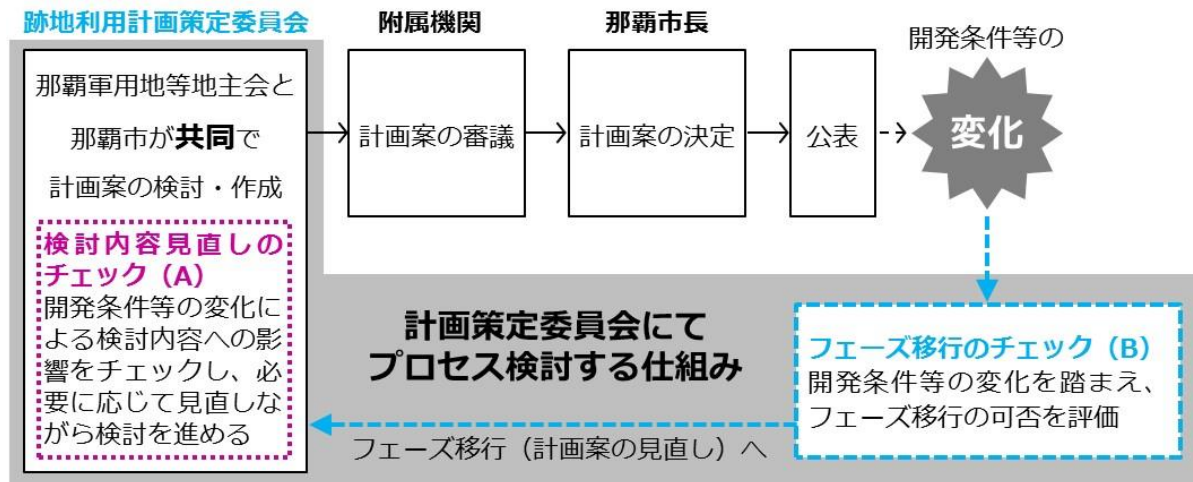 跡地利用計画策定委員会
那覇軍用地等地主会と
那覇市が共同で
計画案の検討・作成
検討内容見直しの
チェック（A）
開発条件等の変化に
よる検討内容への影
響をチェックし、必
要に応じて見直しな
がら検討を進める
附属機関
計画案の審議
那覇市長
計画案の決定
公表
開発条件等の
変化
計画策定委員会にて
プロセス検討する仕組み
フェーズ移行のチェック（B）
開発条件等の変化を踏まえ、
フェーズ移行の可否を評価
フェーズ移行（計画案の見直し）へ